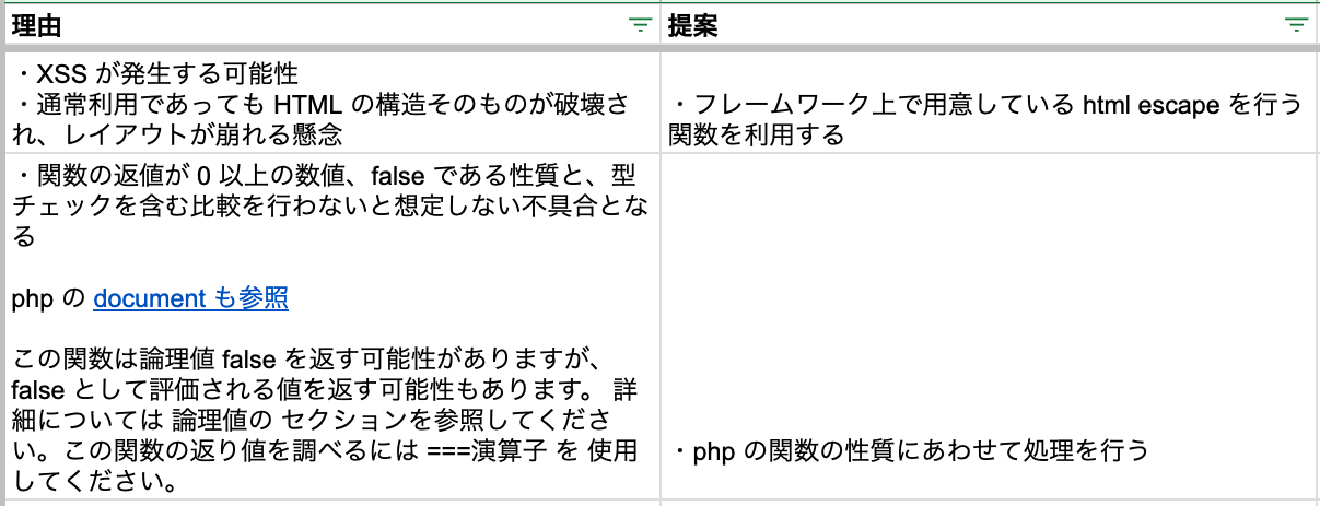 理由
提案
・XSS が発生する可能性
・通常利用であっても HTML の構造そのものが破壊さ
れ、レイアウトが崩れる懸念
・フレームワーク上で用意している html escape を行う
関数を利用する
・関数の返値が 0 以上の数値、false である性質と、型
チェックを含む比較を行わないと想定しない不具合とな
る
php の document も参照
この関数は論理値 false を返す可能性がありますが、
false として評価される値を返す可能性もあります。 詳
細については 論理値の セクションを参照してくださ
い。この関数の返り値を調べるには ===演算子 を 使用
してください。
・php の関数の性質にあわせて処理を行う